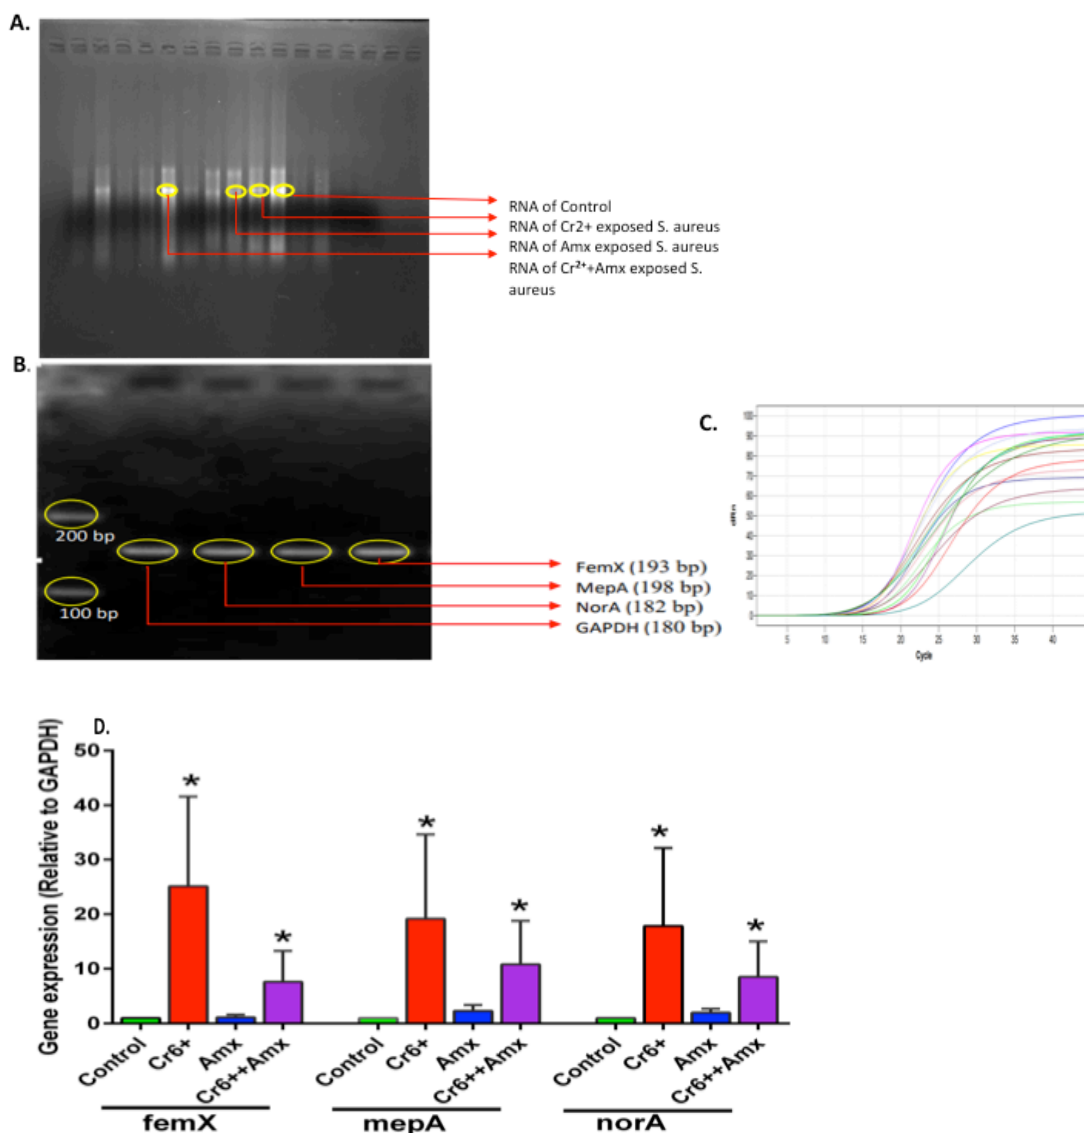 A.
RNA of Control
RNA of Cr2+ exposed S. aureus
RNA of Amx exposed S. aureus
RNA of Cr²⁺+Amx exposed S.
aureus
B.
200 bp
100 bp
FemX (193 bp)
MepA (198 bp)
NorA (182 bp)
GAPDH (180 bp)
C.
Cycle
D.
Gene expression (Relative to GAPDH)
50
40
30
20
10
0
* * * * * *
Control Cr6+ Amx Cr6++Amx Control Cr6+ Amx Cr6++Amx Control Cr6+ Amx Cr6++Amx
femX mepA norA